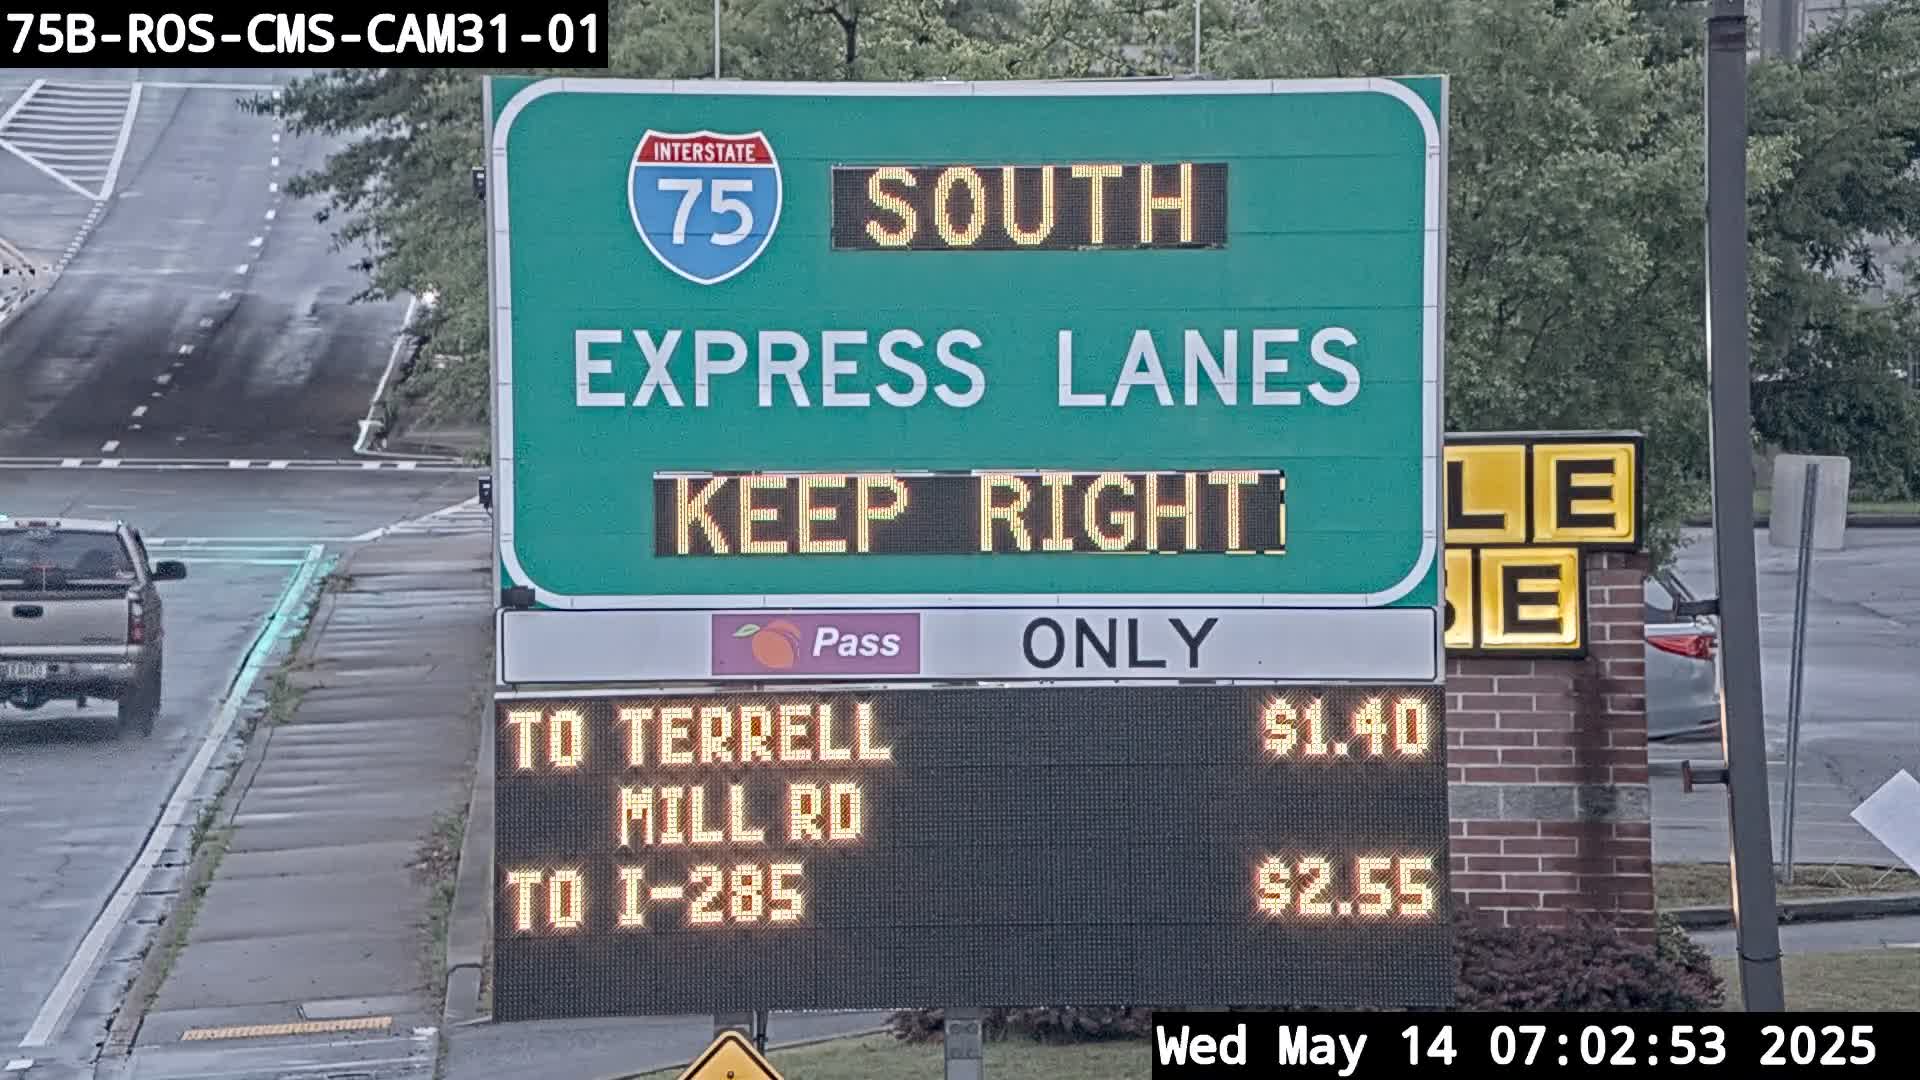 75B-ROS-CMS-CAM31-01
INTERSTATE
75
SOUTH
EXPRESS LANES
KEEP RIGHT
Pass ONLY
TO TERRELL $1.40
MILL RD
TO I-285 $2.55
LE
E
Wed May 14 07:02:53 2025